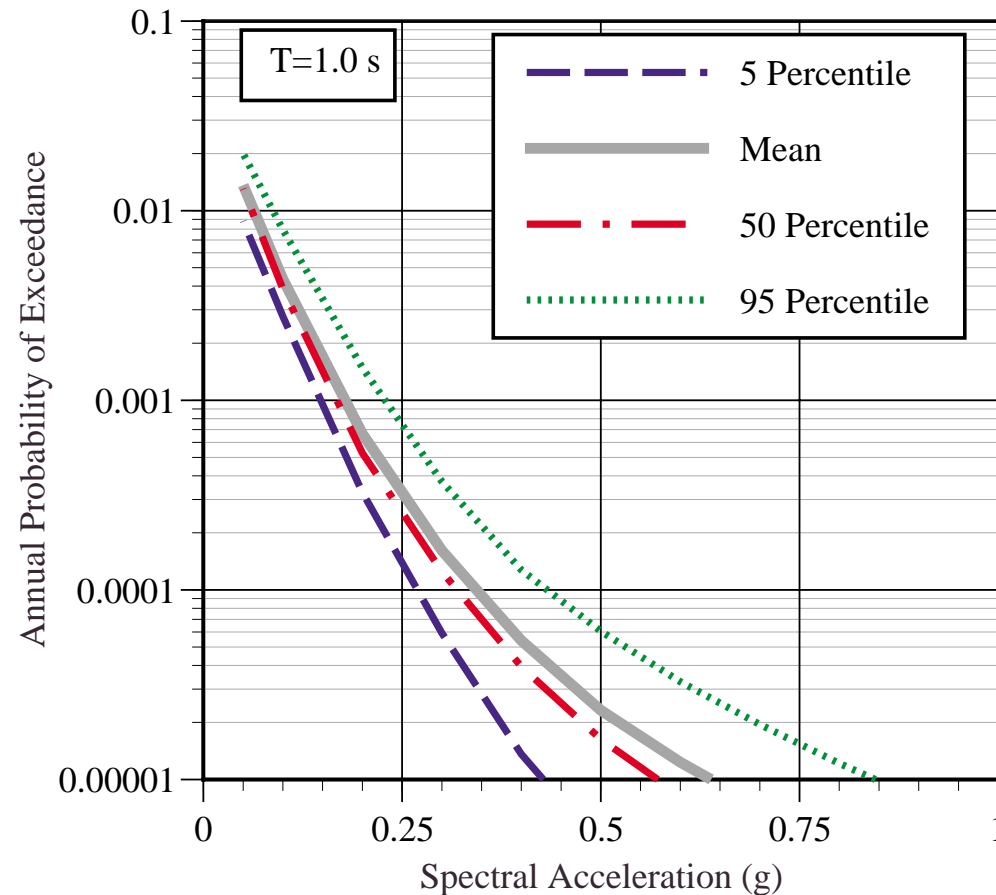 0.1
0.01
0.001
0.0001
0.00001
Annual Probability of Exceedance
T=1.0 s
5 Percentile
Mean
50 Percentile
95 Percentile
0 0.25 0.5 0.75 1
Spectral Acceleration (g)